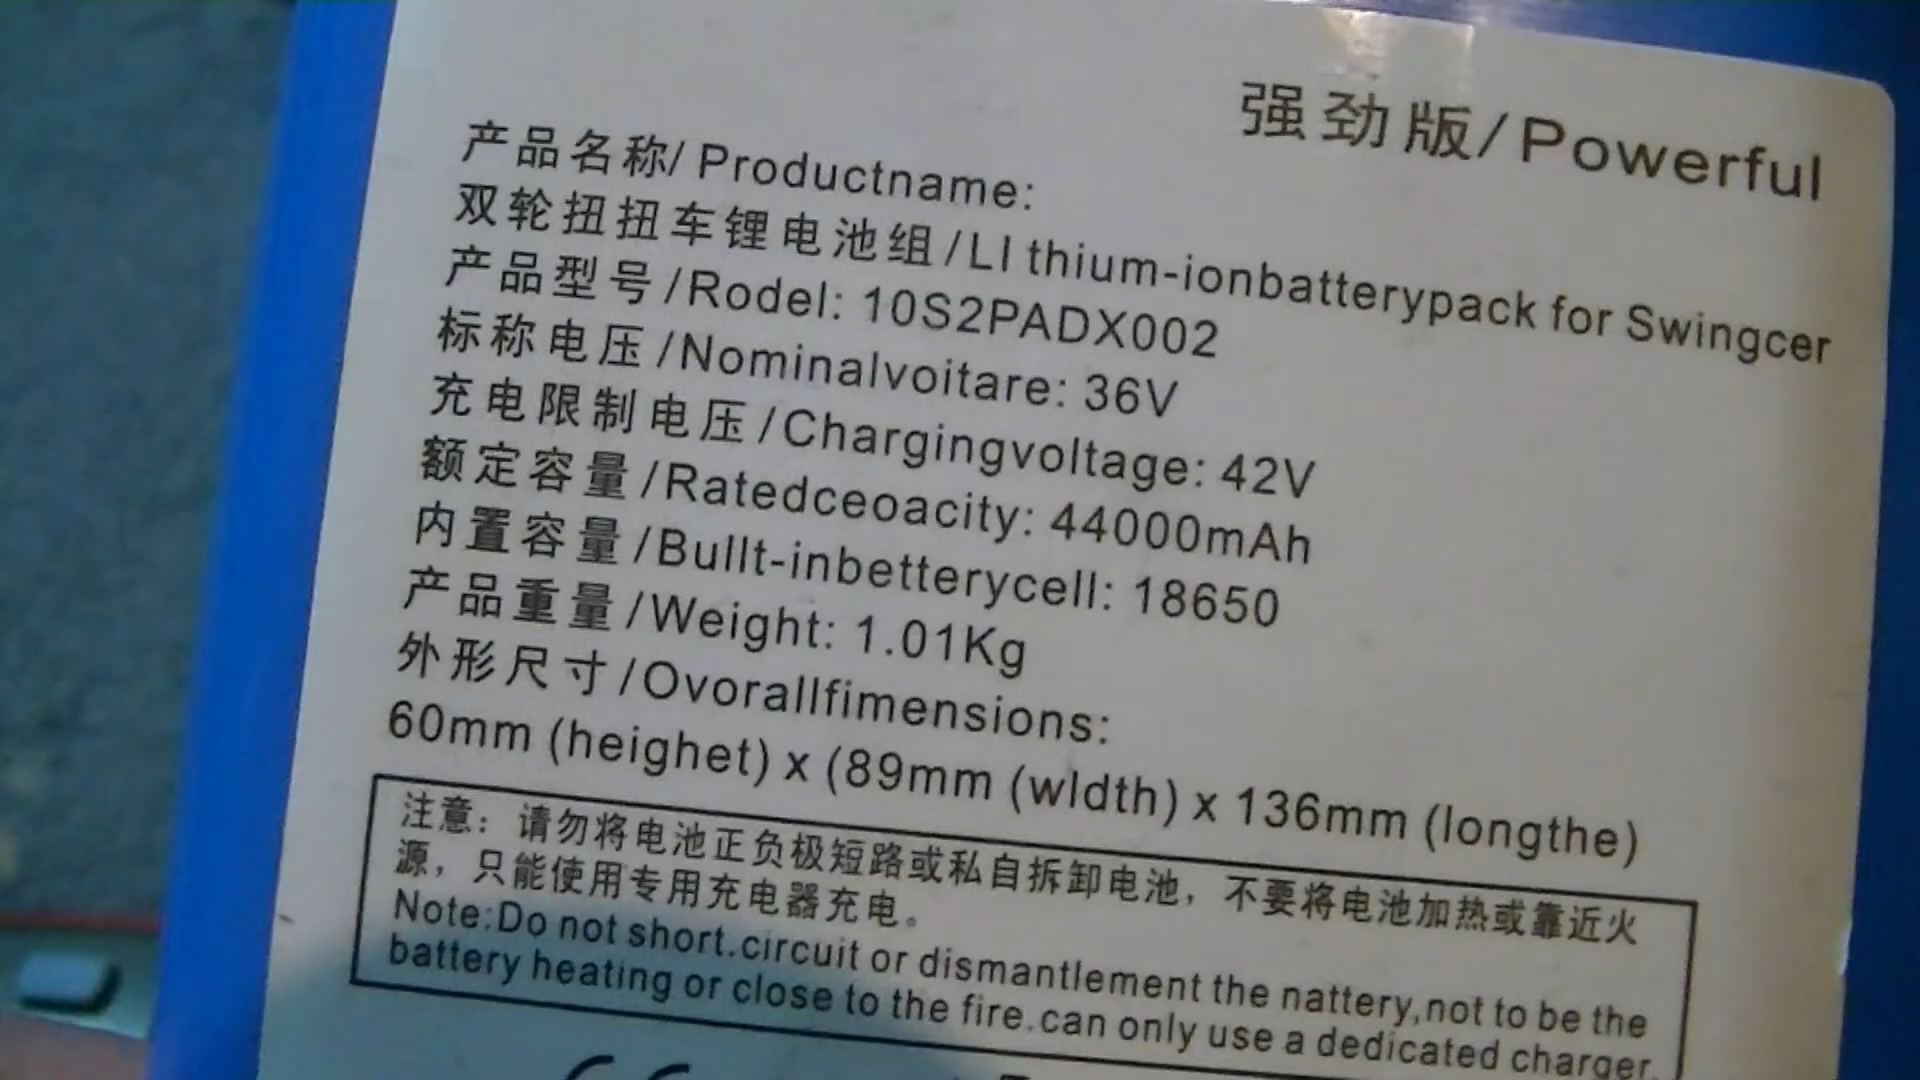 强劲版/Powerful
产品名称/Productname:
双轮扭扭车锂电池组/LI thium-ionbatterypack for Swingcer
产品型号/Rodel: 10S2PADX002
标称电压/Nominalvoitare: 36V
充电限制电压/Chargingvoltage: 42V
额定容量/Ratedceoacity: 44000mAh
内置容量/Bullt-inbetterycell: 18650
产品重量/Weight: 1.01Kg
外形尺寸/Ovorallfimensions:
60mm (heighet) x (89mm (wldth) x 136mm (longthe)
注意：请勿将电池正负极短路或私自拆卸电池，不要将电池加热或靠近火
源，只能使用专用充电器充电。
Note:Do not short.circuit or dismantlement the nattery,not to be the
battery heating or close to the fire.can only use a dedicated charger.